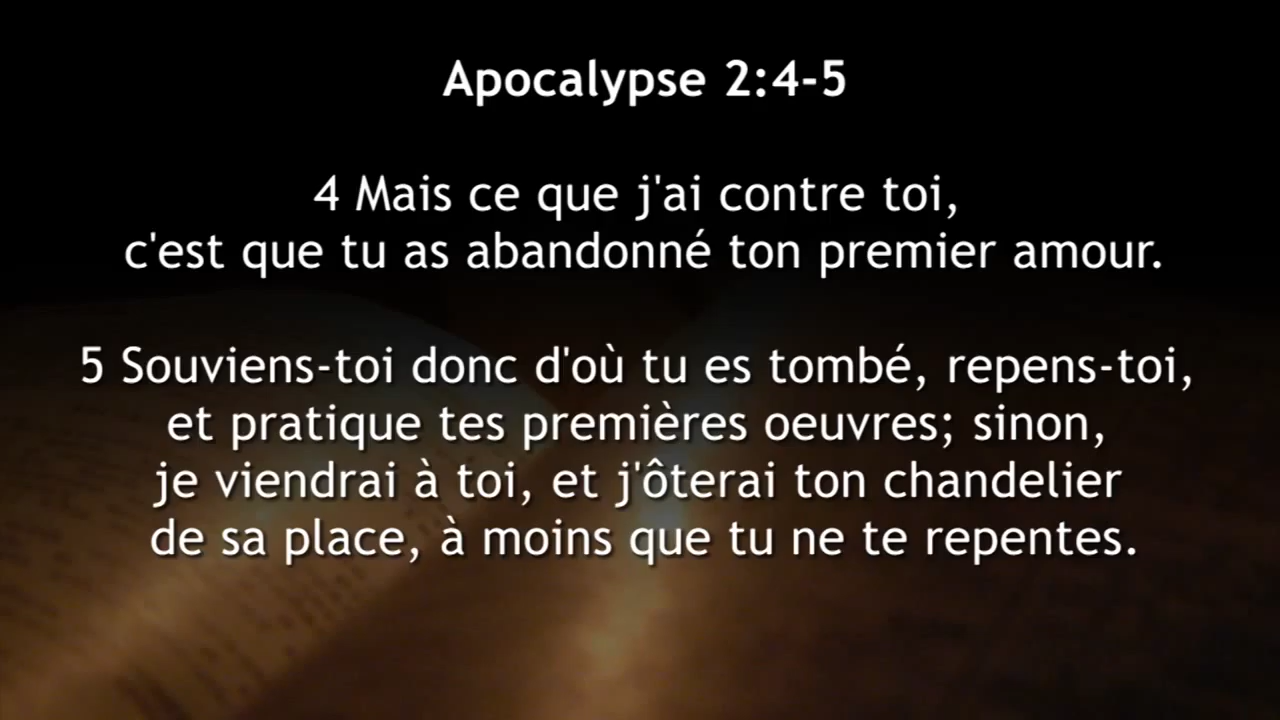 Apocalypse 2:4-5
4 Mais ce que j'ai contre toi,
c'est que tu as abandonné ton premier amour.
5 Souviens-toi donc d'où tu es tombé, repens-toi,
et pratique tes premières oeuvres; sinon,
je viendrai à toi, et j'ôterai ton chandelier
de sa place, à moins que tu ne te repentes.